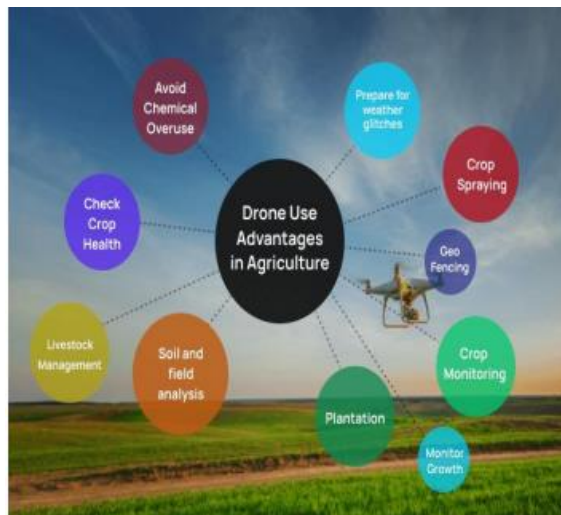 Avoid
Chemical
Overuse
Prepare for
weather
glitches
Crop
Spraying
Check
Crop
Health
Drone Use
Advantages
in Agriculture
Geo
Fencing
Livestock
Management
Soil and
field
analysis
Crop
Monitoring
Plantation
Monitor
Growth